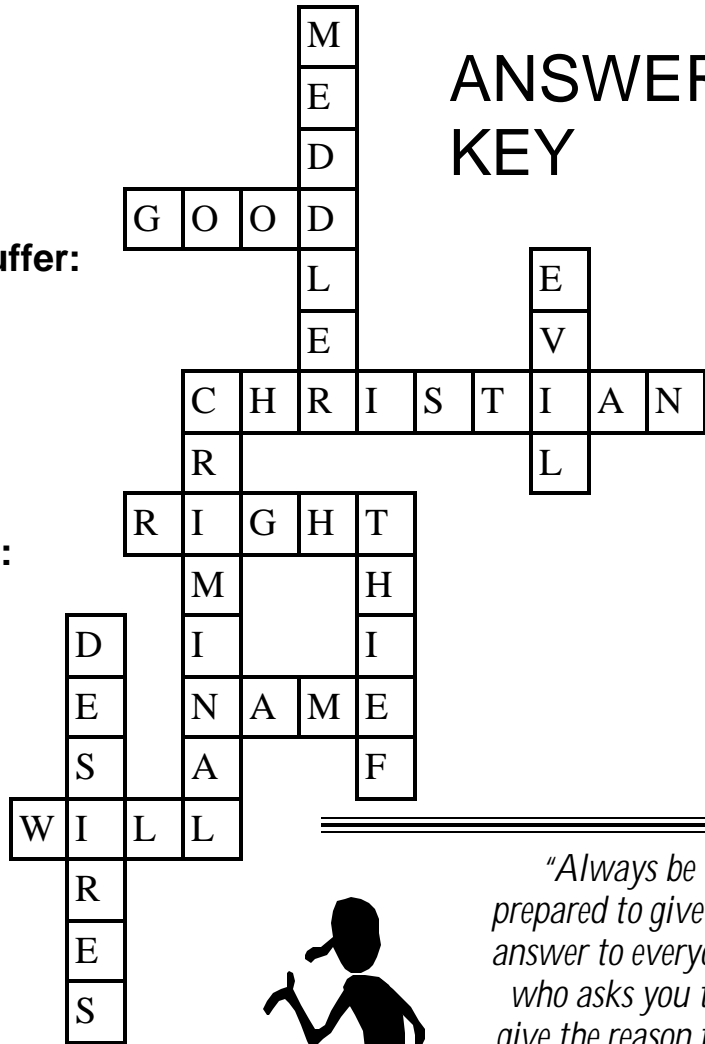 ANSWER
KEY
uffer:
:
M
E
D
G O O D
L E
E V
C H R I S T I A N
R L
R I G H T
M H
D I I
E N A M E
S A F
W I L L
R
E
S
“Always be
prepared to give
answer to everyo
who asks you t
give the reason